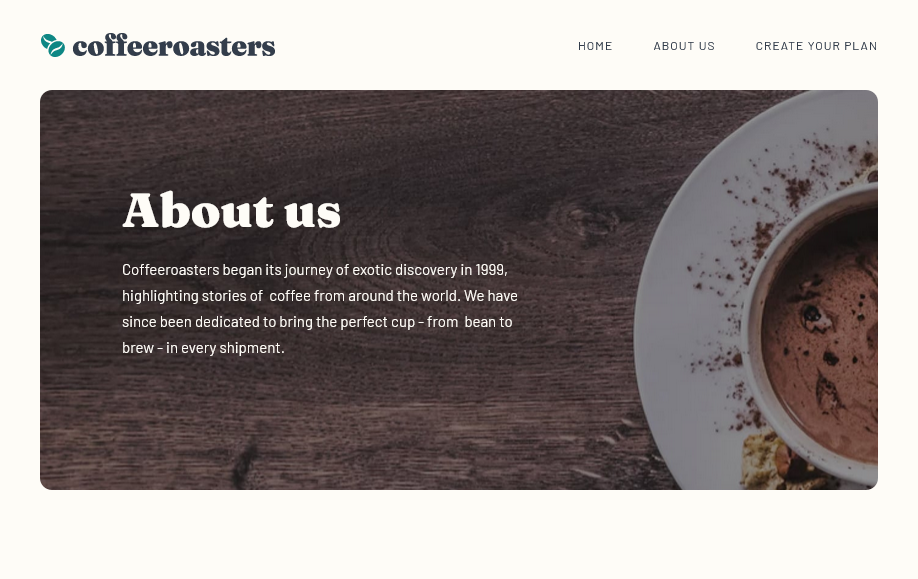 coffeeroasters
HOME ABOUT US CREATE YOUR PLAN
About us
Coffeeroasters began its journey of exotic discovery in 1999,
highlighting stories of  coffee from around the world. We have
since been dedicated to bring the perfect cup - from  bean to
brew - in every shipment.